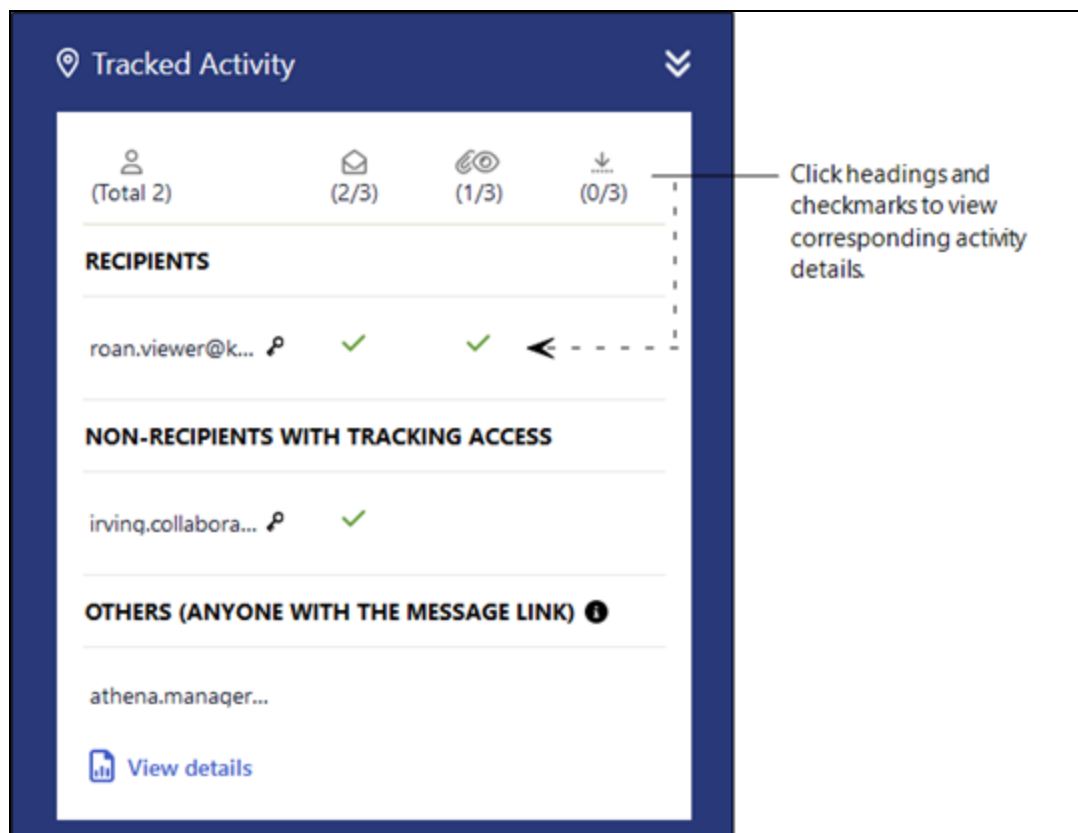 Tracked Activity
(Total 2) (2/3) (1/3) (0/3)
Click headings and
checkmarks to view
corresponding activity
details.
RECIPIENTS
roan.viewer@k...
NON-RECIPIENTS WITH TRACKING ACCESS
irving.collabora...
OTHERS (ANYONE WITH THE MESSAGE LINK)
athena.manager...
View details